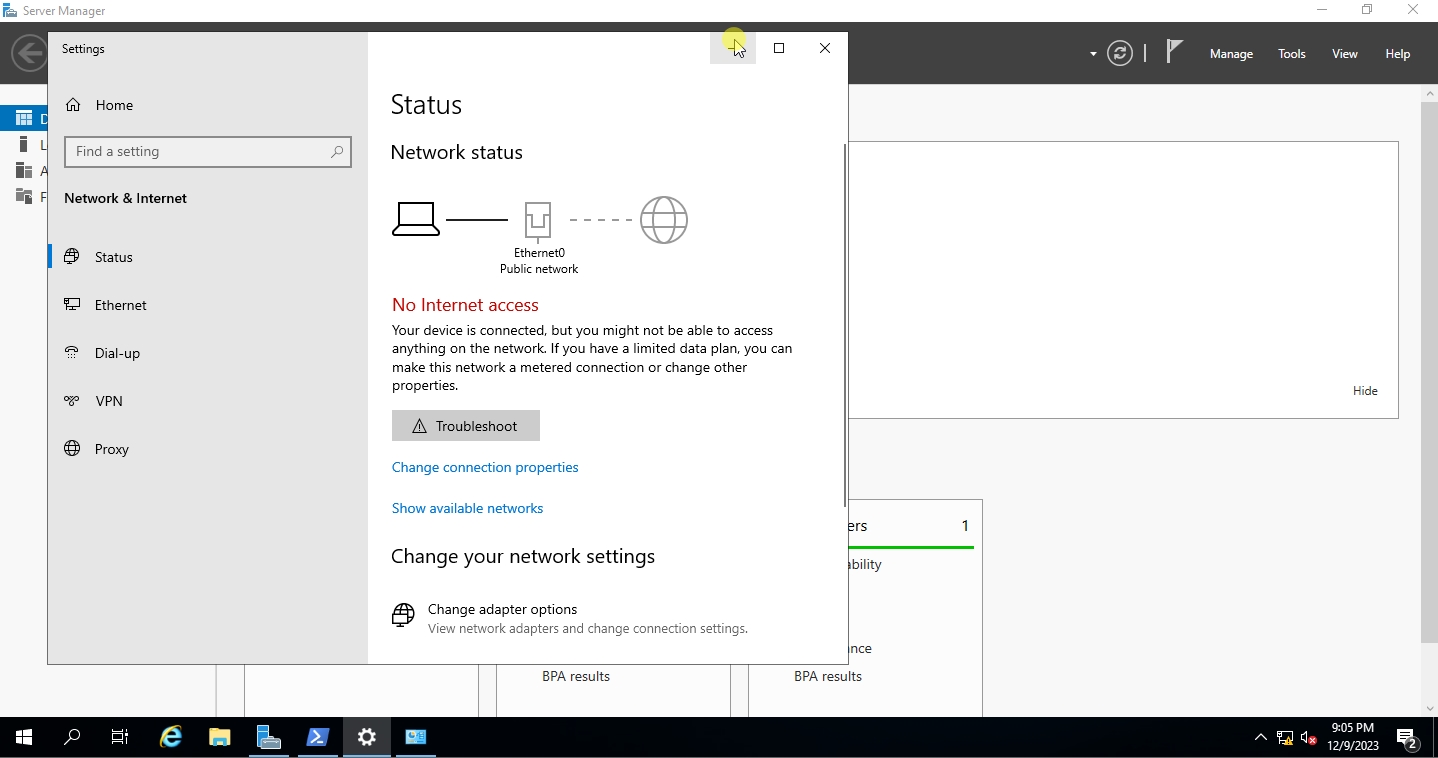 Server Manager
Settings
Manage
Tools
View
Help
Home
Find a setting
Network & Internet
Status
Ethernet
Dial-up
VPN
Proxy
Status
Network status
Ethernet0
Public network
No Internet access
Your device is connected, but you might not be able to access
anything on the network. If you have a limited data plan, you can
make this network a metered connection or change other
properties.
Troubleshoot
Change connection properties
Show available networks
Change your network settings
Change adapter options
View network adapters and change connection settings.
Hide
1
BPA results
BPA results
9:05 PM
12/9/2023
2